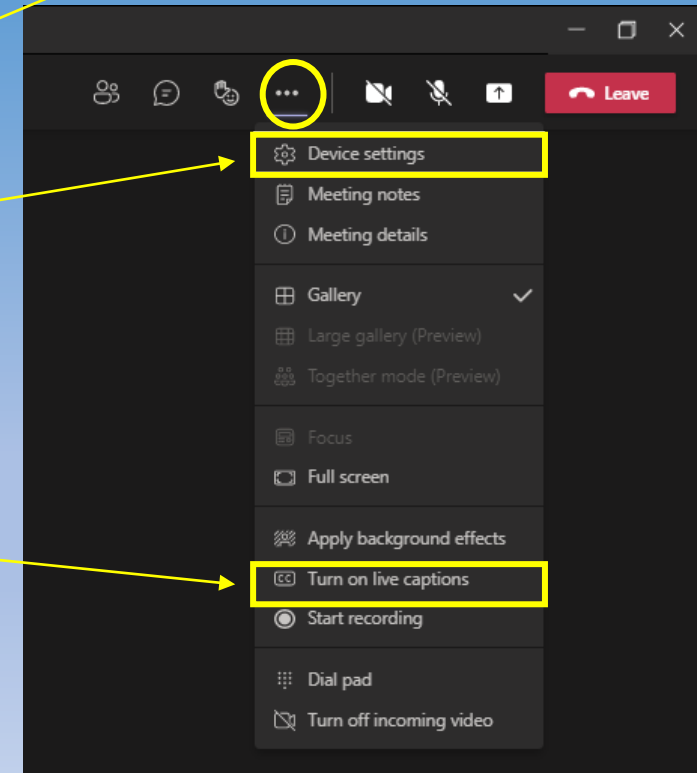 Leave
Device settings
Meeting notes
Meeting details
Gallery
Large gallery (Preview)
Together mode (Preview)
Focus
Full screen
Apply background effects
CC Turn on live captions
Start recording
Dial pad
Turn off incoming video